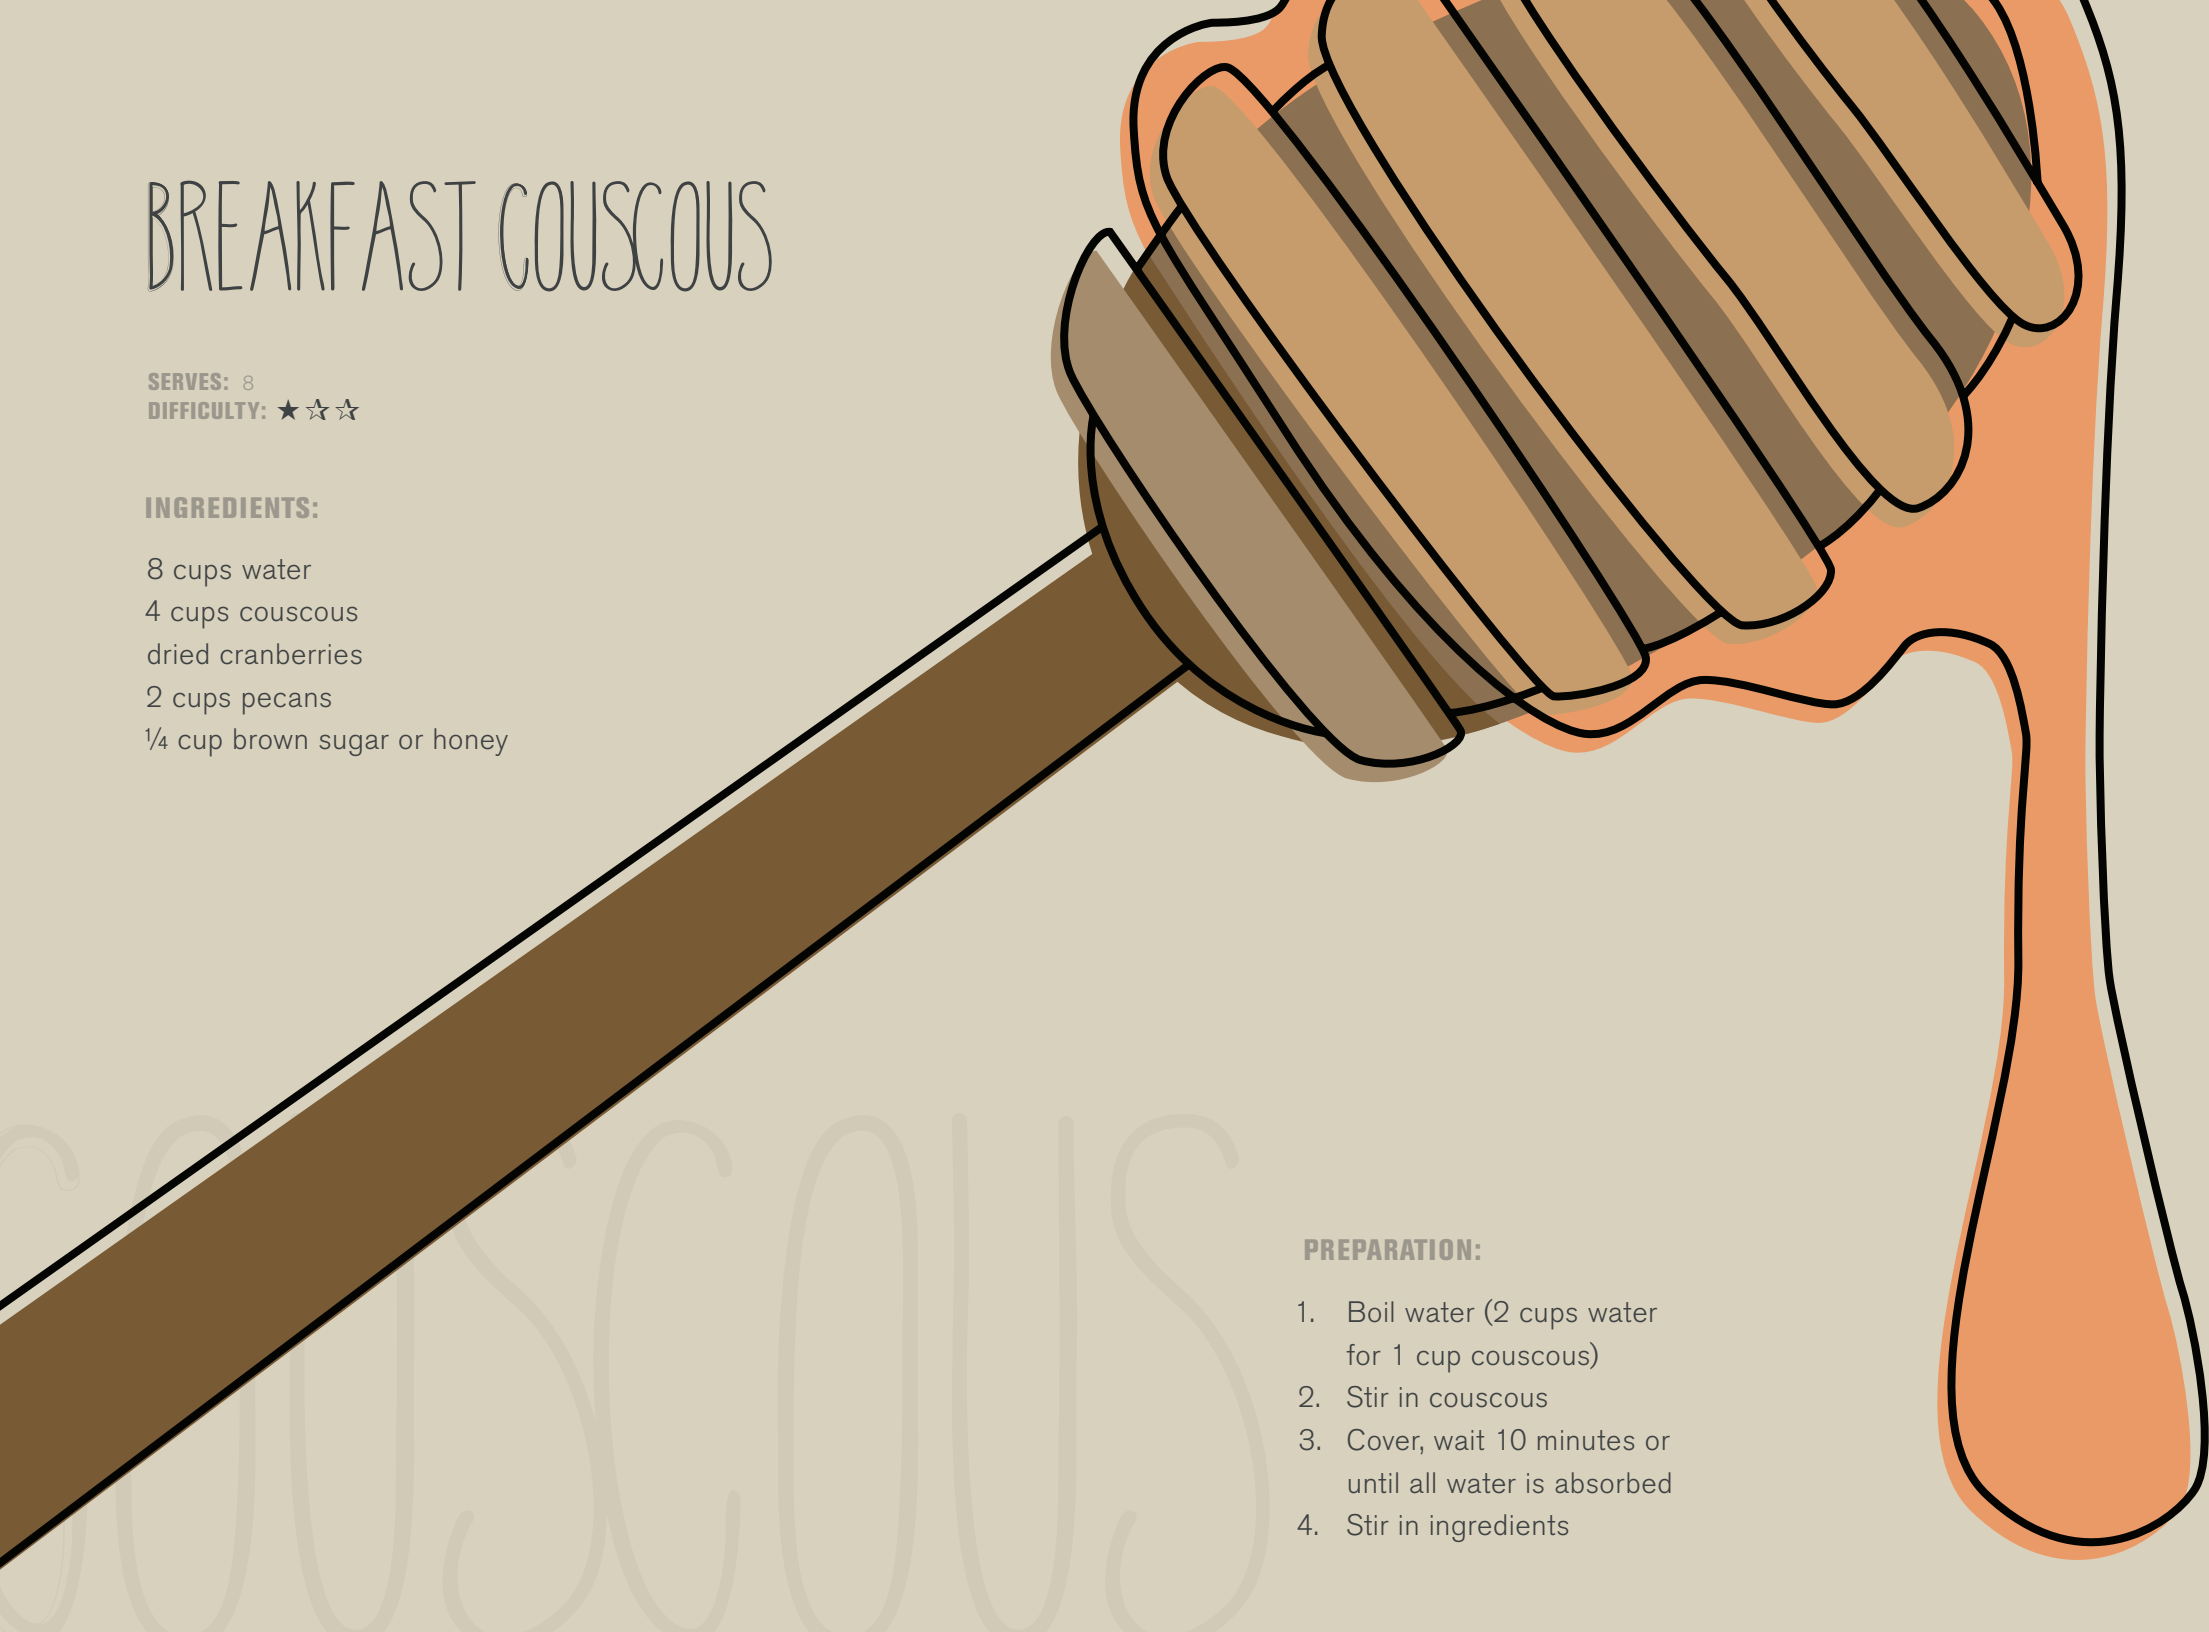 BREAKFAST COUSCOUS
SERVES: 8
DIFFICULTY: ★☆☆
INGREDIENTS:
8 cups water
4 cups couscous
dried cranberries
2 cups pecans
¼ cup brown sugar or honey
COUSCOUS
PREPARATION:
1. Boil water (2 cups water
for 1 cup couscous)
2. Stir in couscous
3. Cover, wait 10 minutes or
until all water is absorbed
4. Stir in ingredients